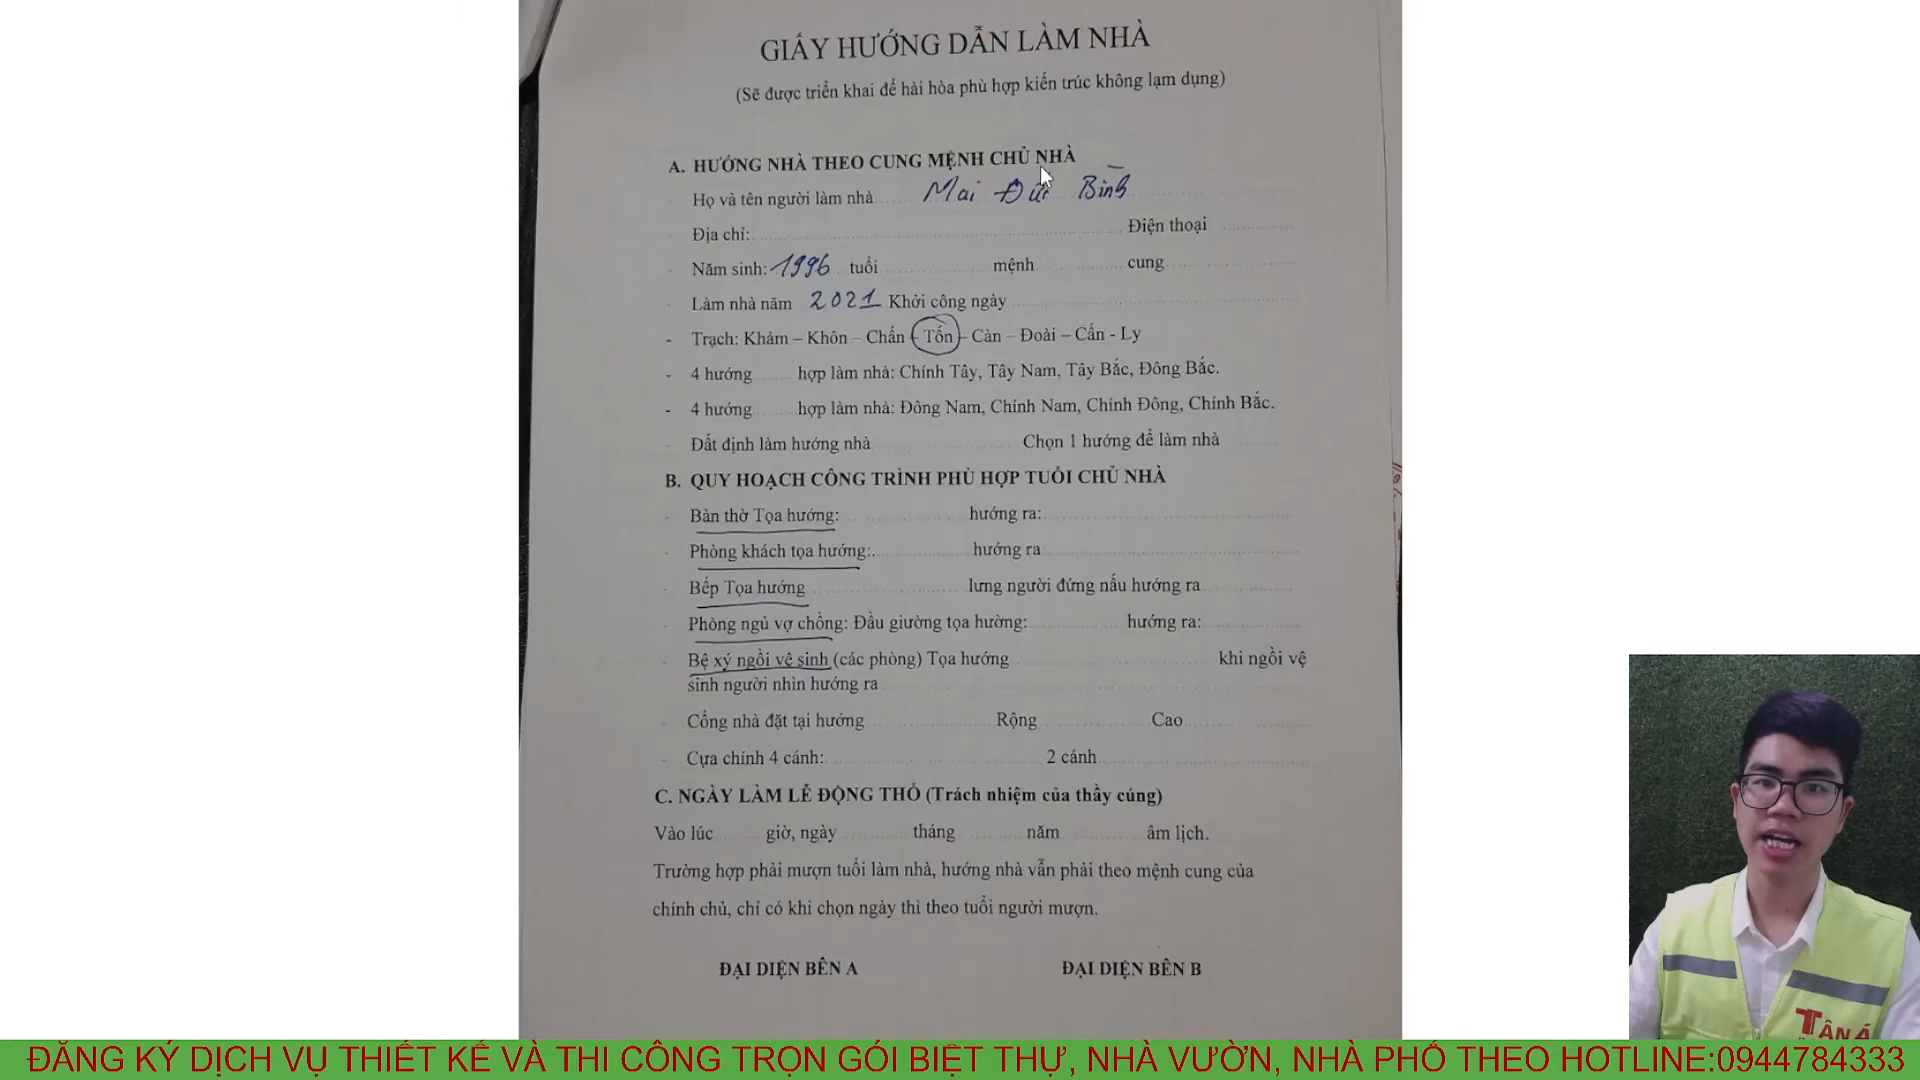 GIẤY HƯỚNG DẪN LÀM NHÀ
(Sẽ được triển khai để hài hòa phù hợp kiến trúc không lạm dụng)
A. HƯỚNG NHÀ THEO CUNG MỆNH CHỦ NHÀ
Họ và tên người làm nhà Mai Đức Bình
Địa chỉ: Điện thoại
Năm sinh: 1996 tuổi mệnh cung
Làm nhà năm 2021 Khởi công ngày
- Trạch: Khảm – Khôn – Chấn – Tốn – Càn – Đoài – Cấn - Ly
- 4 hướng hợp làm nhà: Chính Tây, Tây Nam, Tây Bắc, Đông Bắc.
- 4 hướng hợp làm nhà: Đông Nam, Chính Nam, Chính Đông, Chính Bắc.
- Đất định làm hướng nhà Chọn 1 hướng để làm nhà
B. QUY HOẠCH CÔNG TRÌNH PHÙ HỢP TUỔI CHỦ NHÀ
- Bàn thờ Tọa hướng: hướng ra:
- Phòng khách tọa hướng:. hướng ra
- Bếp Tọa hướng lưng người đứng nấu hướng ra
- Phòng ngủ vợ chồng: Đầu giường tọa hường: hướng ra:
- Bệ xý ngồi vệ sinh (các phòng) Tọa hướng khi ngồi vệ
sinh người nhìn hướng ra
- Cổng nhà đặt tại hướng Rộng Cao
- Cựa chính 4 cánh: 2 cánh
C. NGÀY LÀM LỄ ĐỘNG THỔ (Trách nhiệm của thầy cúng)
Vào lúc giờ, ngày tháng năm âm lịch.
Trường hợp phải mượn tuổi làm nhà, hướng nhà vẫn phải theo mệnh cung của
chính chủ, chỉ có khi chọn ngày thì theo tuổi người mượn.
ĐẠI DIỆN BÊN A ĐẠI DIỆN BÊN B
TÂN Á
ĐĂNG KÝ DỊCH VỤ THIẾT KẾ VÀ THI CÔNG TRỌN GÓI BIỆT THỰ, NHÀ VƯỜN, NHÀ PHỐ THEO HOTLINE:0944784333